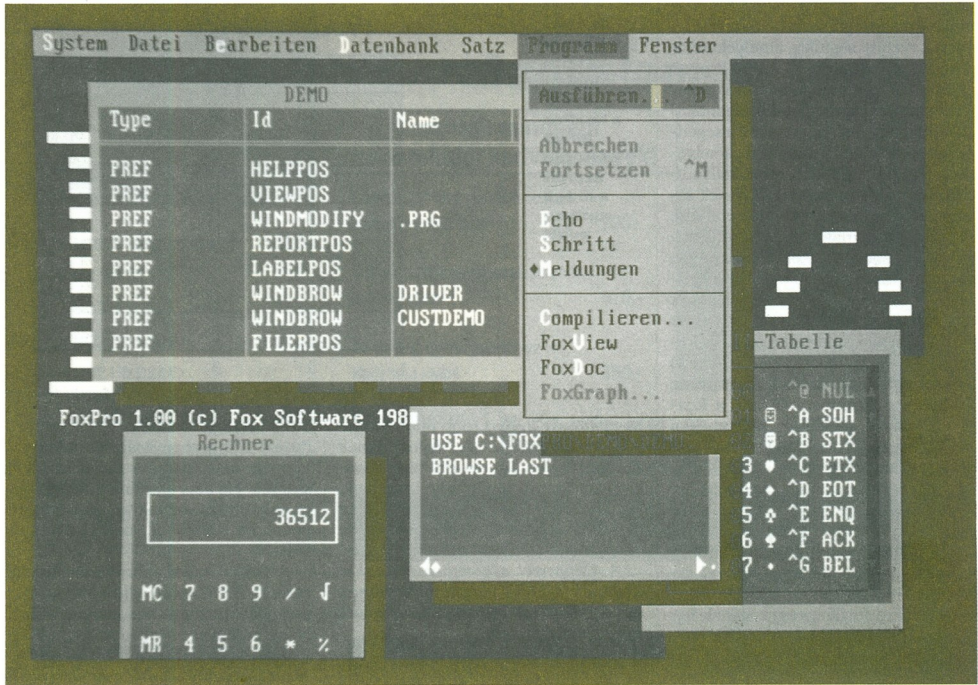 System Datei Bearbeiten Datenbank Satz Programm Fenster
DEMO
Type Id Name
PREF HELPPOS
PREF VIEWPOS
PREF WINDMODIFY .PRG
PREF REPORTPOS
PREF LABELPOS
PREF WINDBROW DRIVER
PREF WINDBROW CUSTDEMO
PREF FILERPOS
Ausführen... ^D
Abbrechen
Fortsetzen ^M
Echo
Schritt
♦Meldungen
Compilieren...
FoxView
FoxDoc
FoxGraph...
FoxPro 1.00 (c) Fox Software 198
Rechner
36512
MC 7 8 9 / √
MR 4 5 6 * %
USE C:\FOX
BROWSE LAST
-Tabelle
^@ NUL
☺ ^A SOH
☻ ^B STX
3 ♥ ^C ETX
4 ♦ ^D EOT
5 ♣ ^E ENQ
6 ♠ ^F ACK
7 • ^G BEL